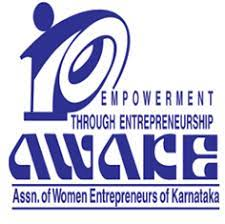 EMPOWERMENT
THROUGH ENTREPRENEURSHIP
AWAKE
Assn. of Women Entrepreneurs of Karnataka